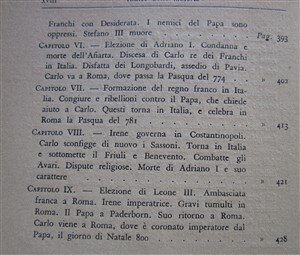 XVIII
Franchi con Desiderata. I nemici del Papa sono
oppressi. Stefano III muore Pag. 393
CAPITOLO VI. — Elezione di Adriano I. Condanna e
morte dell'Afiarta. Discesa di Carlo re dei Franchi
in Italia. Disfatta dei Longobardi, assedio di Pavia.
Carlo va a Roma, dove passa la Pasqua del 774 » 402
CAPITOLO VII. — Formazione del regno franco in
Italia. Congiure e ribellioni contro il Papa, che chiede
aiuto a Carlo. Questi torna in Italia, e celebra in
Roma la Pasqua del 781 » 413
CAPITOLO VIII. — Irene governa in Costantinopoli.
Carlo sconfigge di nuovo i Sassoni. Torna in Italia
e sottomette il Friuli e Benevento. Combatte gli
Avari. Dispute religiose. Morte di Adriano I e suo
carattere » 421
CAPITOLO IX. — Elezione di Leone III. Ambasciata
franca a Roma. Irene imperatrice. Gravi tumulti in
Roma. Il Papa a Paderborn. Suo ritorno a Roma.
Carlo viene a Roma, dove è coronato imperatore dal
Papa, il giorno di Natale 800 » 428